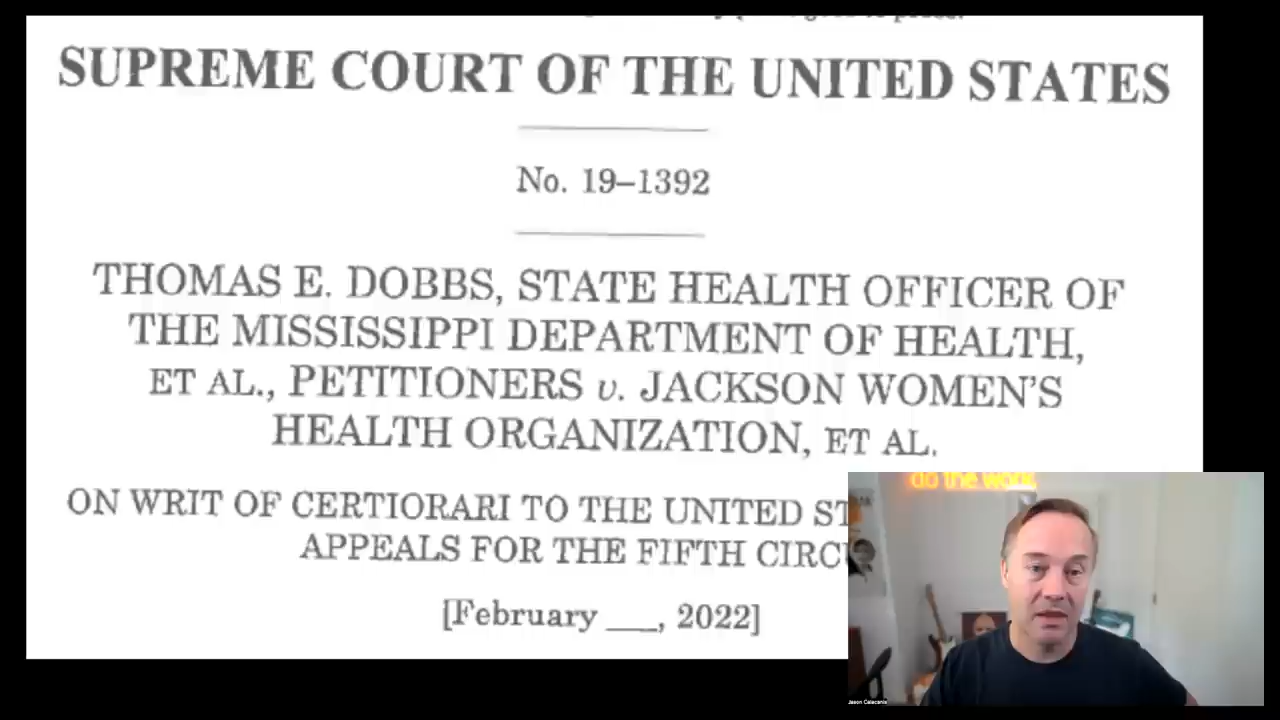 SUPREME COURT OF THE UNITED STATES
No. 19–1392
THOMAS E. DOBBS, STATE HEALTH OFFICER OF
THE MISSISSIPPI DEPARTMENT OF HEALTH,
ET AL., PETITIONERS v. JACKSON WOMEN'S
HEALTH ORGANIZATION, ET AL.
ON WRIT OF CERTIORARI TO THE UNITED ST
APPEALS FOR THE FIFTH CIRC
[February ___, 2022]
do the work
Jason Calacanis